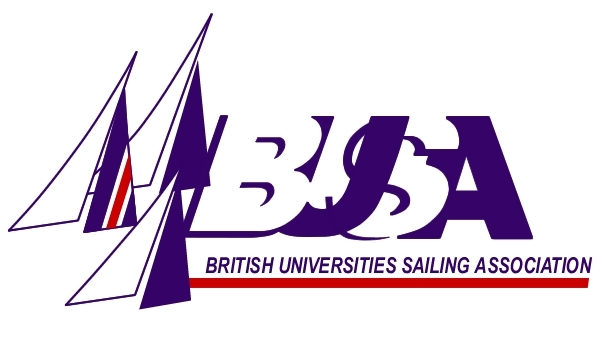 BUSA
BRITISH UNIVERSITIES SAILING ASSOCIATION